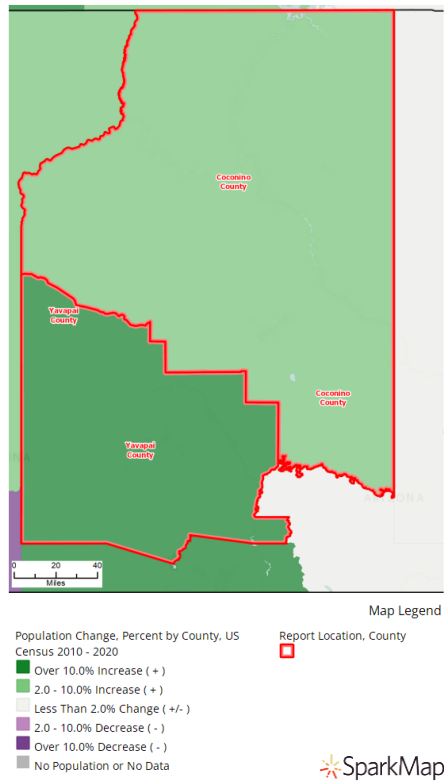 Coconino
County
Yavapai
County
Coconino
County
Yavapai
County
ARIZONA
0 20 40
Miles
Map Legend
Population Change, Percent by County, US
Census 2010 - 2020
Over 10.0% Increase ( + )
2.0 - 10.0% Increase ( + )
Less Than 2.0% Change ( +/- )
2.0 - 10.0% Decrease ( - )
Over 10.0% Decrease ( - )
No Population or No Data
Report Location, County
SparkMap